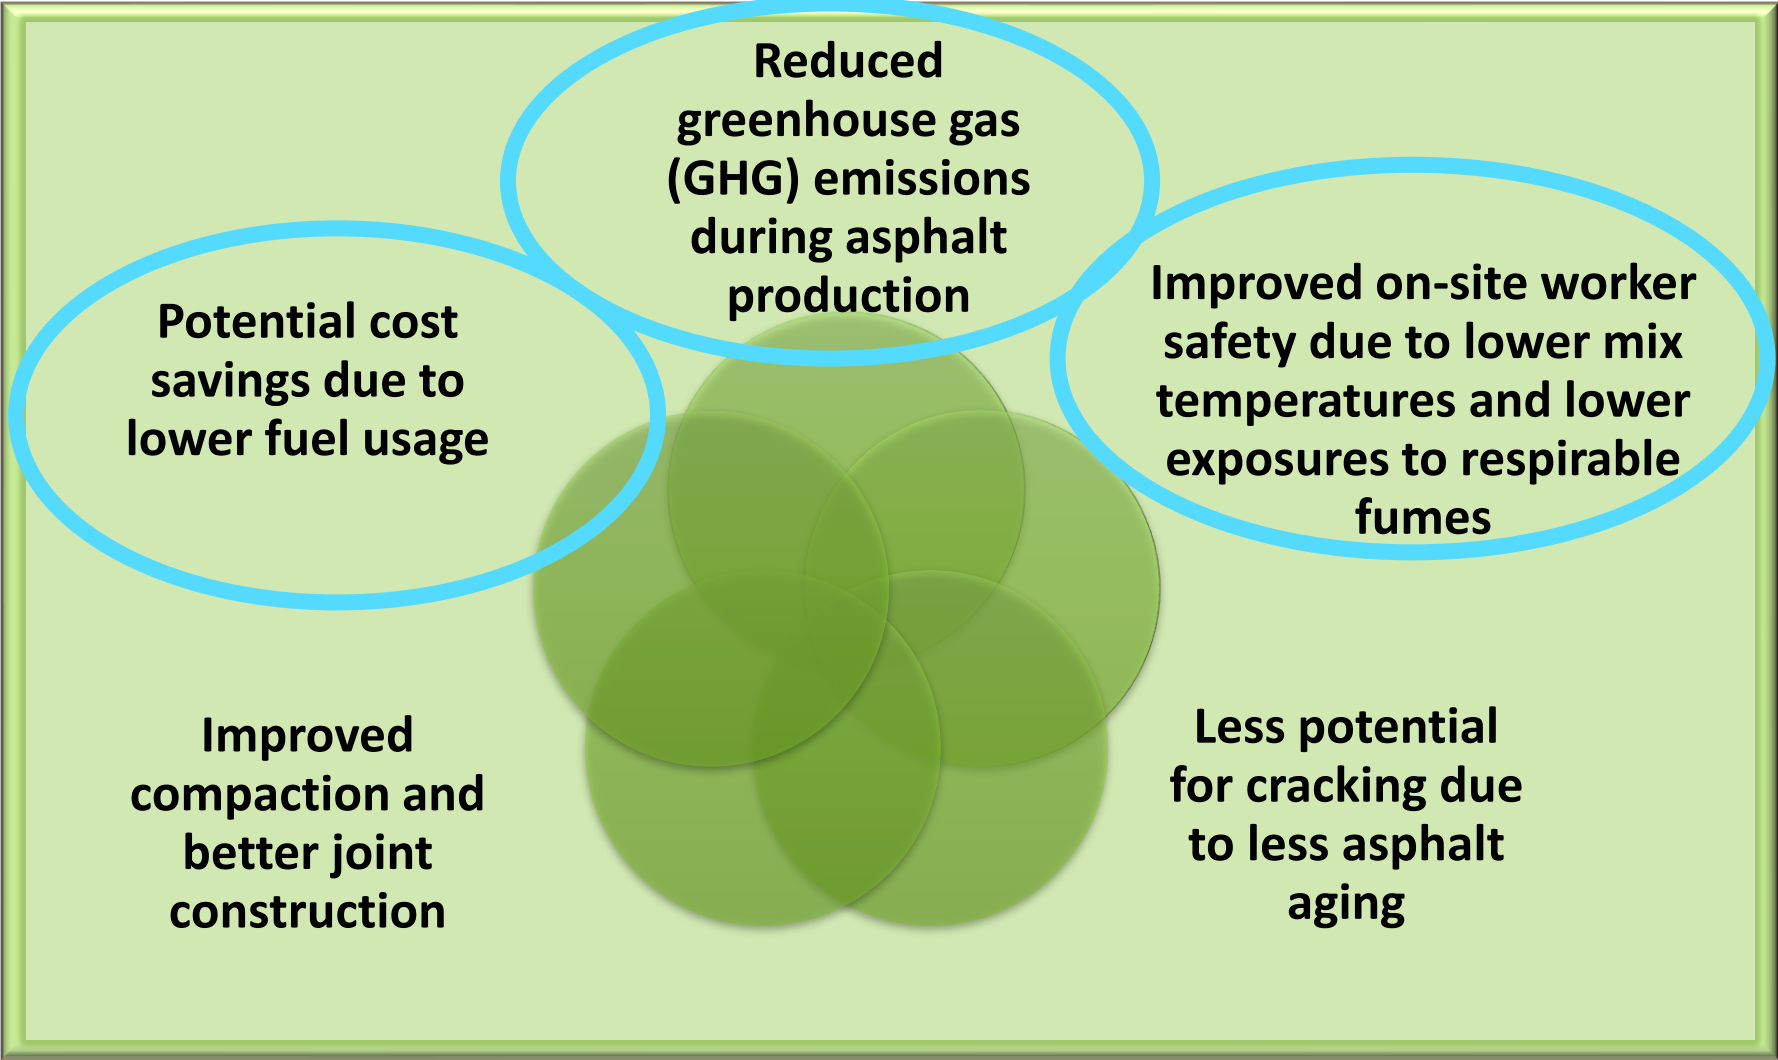 Reduced
greenhouse gas
(GHG) emissions
during asphalt
production
Improved on-site worker
safety due to lower mix
temperatures and lower
exposures to respirable
fumes
Less potential
for cracking due
to less asphalt
aging
Improved
compaction and
better joint
construction
Potential cost
savings due to
lower fuel usage